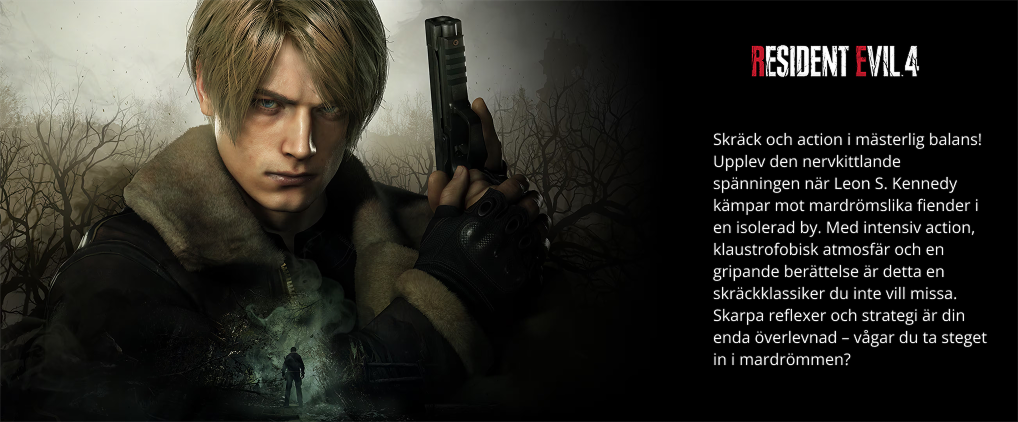 RESIDENT EVIL 4
Skräck och action i mästerlig balans!
Upplev den nervkittlande
spänningen när Leon S. Kennedy
kämpar mot mardrömslika fiender i
en isolerad by. Med intensiv action,
klaustrofobisk atmosfär och en
gripande berättelse är detta en
skräckklassiker du inte vill missa.
Skarpa reflexer och strategi är din
enda överlevnad – vågar du ta steget
in i mardrömmen?